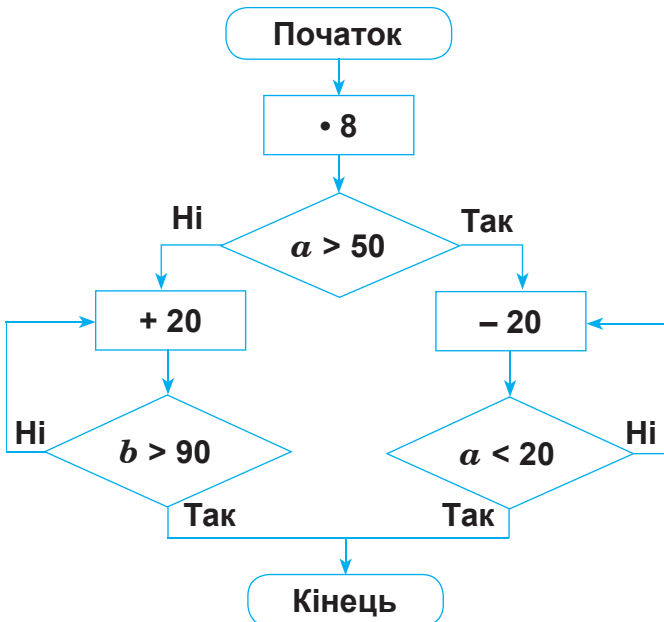 Початок
• 8
Ні
Так
a > 50
+ 20
– 20
Ні
b > 90
a < 20
Ні
Так
Так
Кінець